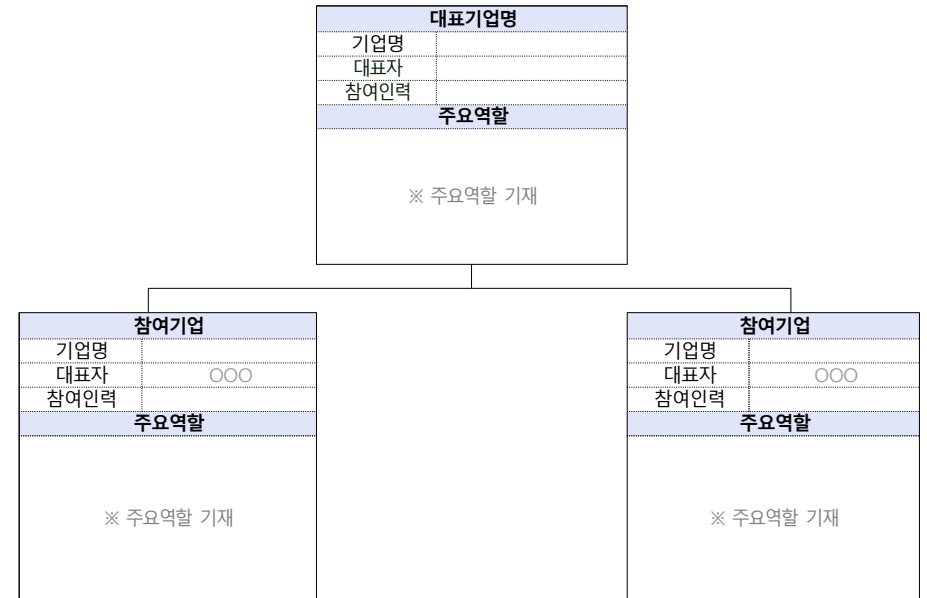 대표기업명
기업명
대표자
참여인력
주요역할
※ 주요역할 기재
참여기업
기업명
대표자 OOO
참여인력
주요역할
※ 주요역할 기재
참여기업
기업명
대표자 OOO
참여인력
주요역할
※ 주요역할 기재